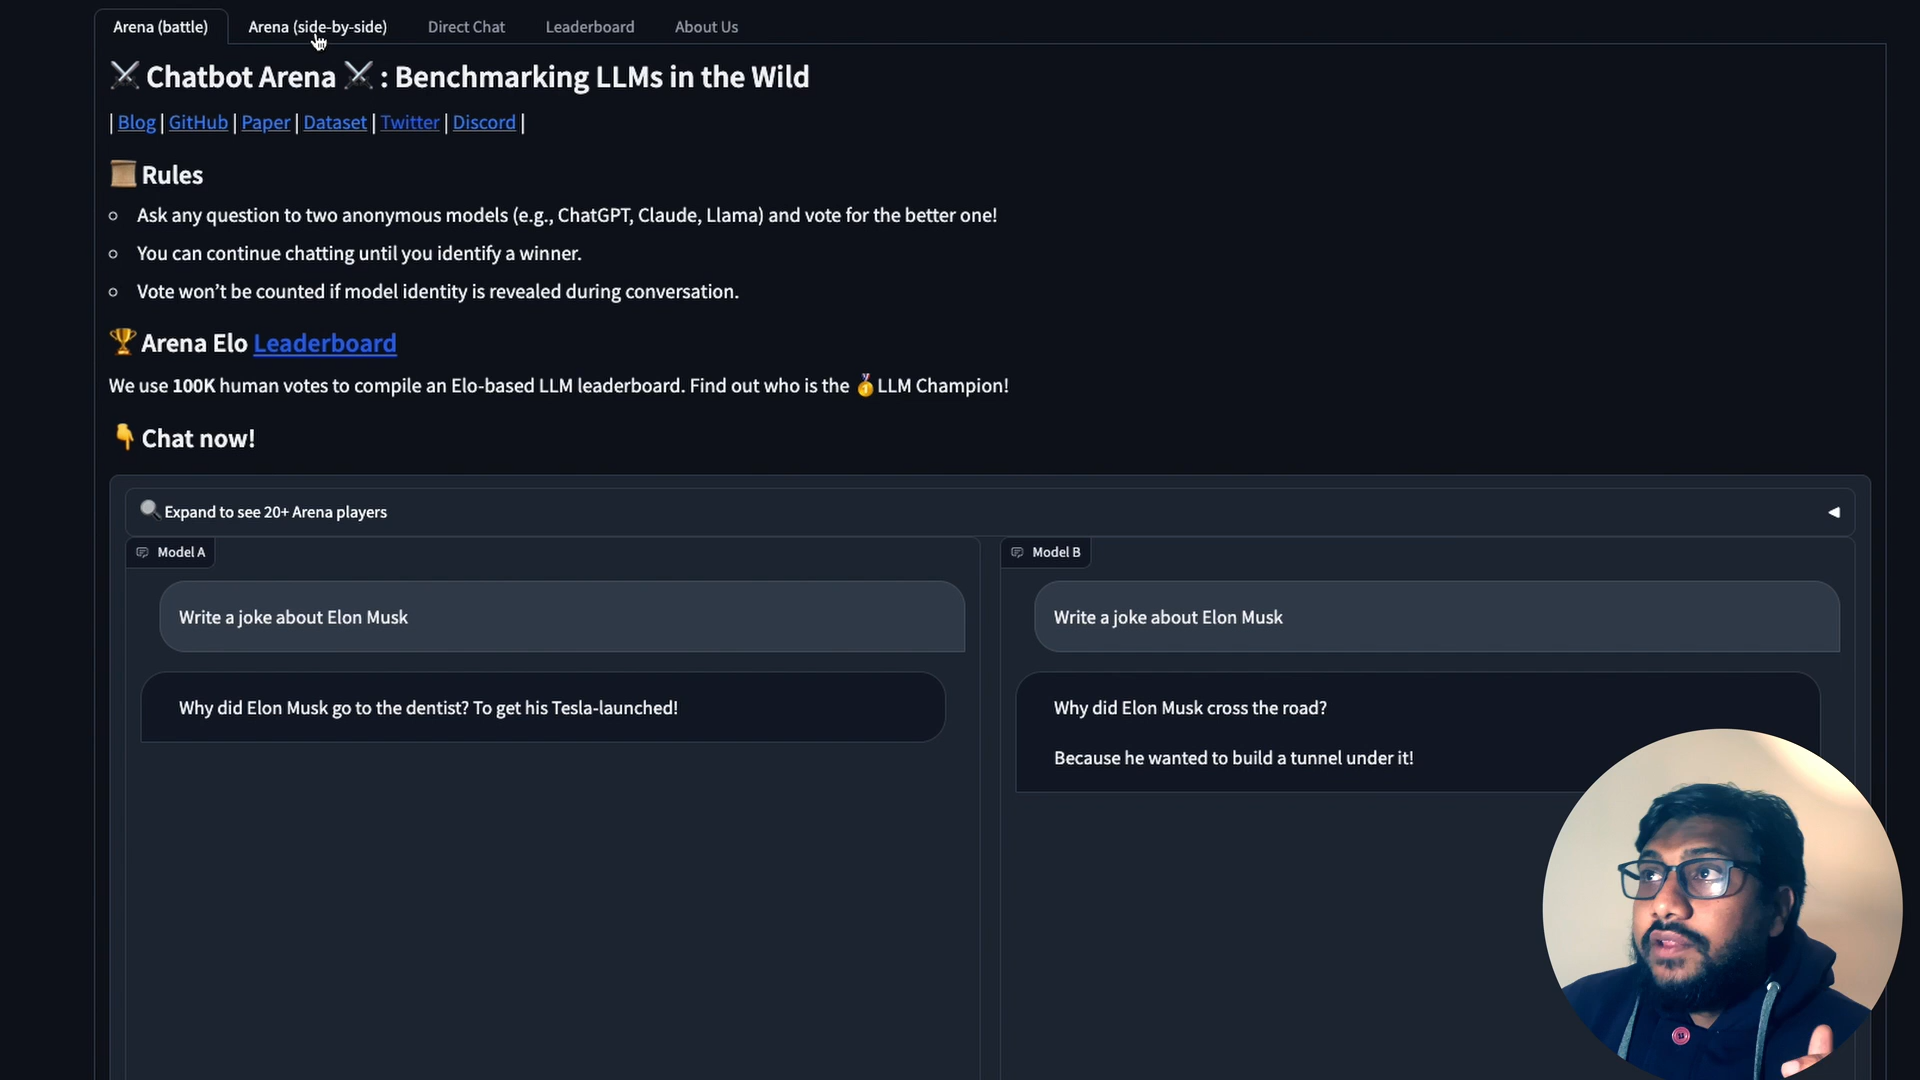 Arena (battle) Arena (side-by-side) Direct Chat Leaderboard About Us
⚔️ Chatbot Arena ⚔️ : Benchmarking LLMs in the Wild
| Blog | GitHub | Paper | Dataset | Twitter | Discord |
📜 Rules
Ask any question to two anonymous models (e.g., ChatGPT, Claude, Llama) and vote for the better one!
You can continue chatting until you identify a winner.
Vote won’t be counted if model identity is revealed during conversation.
🏆 Arena Elo Leaderboard
We use 100K human votes to compile an Elo-based LLM leaderboard. Find out who is the 🥇LLM Champion!
👇 Chat now!
🔍 Expand to see 20+ Arena players
Model A
Write a joke about Elon Musk
Why did Elon Musk go to the dentist? To get his Tesla-launched!
Model B
Write a joke about Elon Musk
Why did Elon Musk cross the road?
Because he wanted to build a tunnel under it!